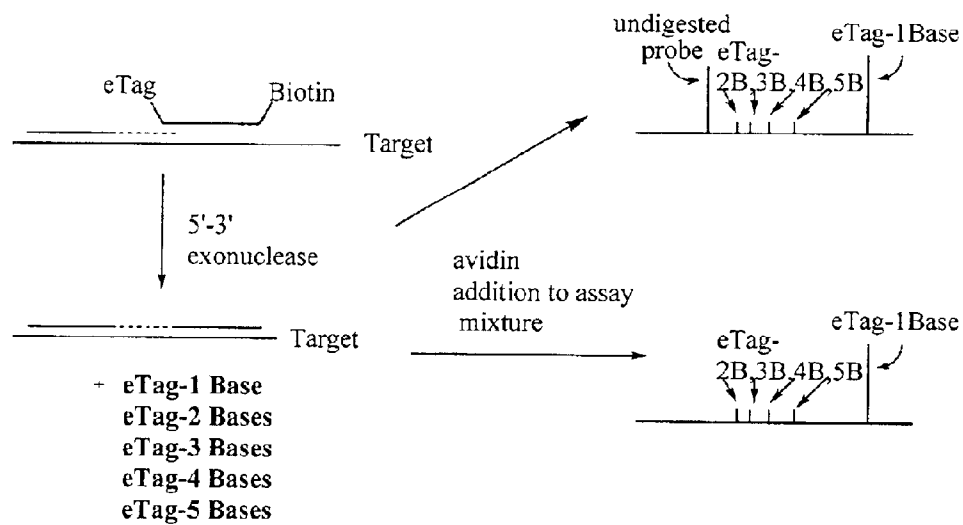 eTag
Biotin
Target
5'-3'
exonuclease
Target
+ eTag-1 Base
eTag-2 Bases
eTag-3 Bases
eTag-4 Bases
eTag-5 Bases
undigested
probe
eTag-
2B,3B,4B,5B
eTag-1Base
avidin
addition to assay
mixture
eTag-
2B,3B,4B,5B
eTag-1Base